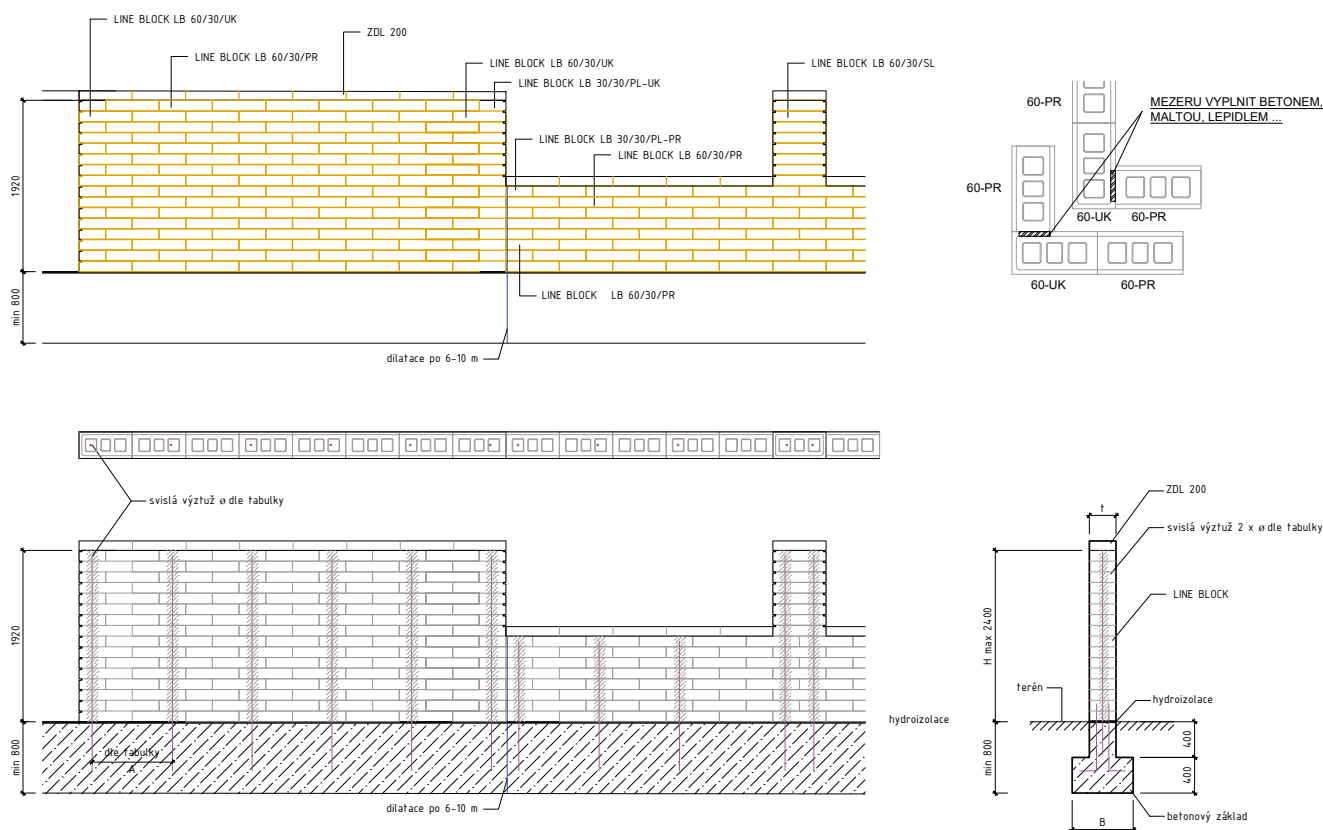 LINE BLOCK LB 60/30/UK
ZDL 200
LINE BLOCK LB 60/30/PR
LINE BLOCK LB 60/30/UK
LINE BLOCK LB 30/30/PL-UK
LINE BLOCK LB 60/30/SL
LINE BLOCK LB 30/30/PL-PR
LINE BLOCK LB 60/30/PR
1920
min 800
LINE BLOCK LB 60/30/PR
dilatace po 6-10 m
60-PR
MEZERU VYPLNIT BETONEM,
MALTOU, LEPIDLEM ...
60-PR
60-UK
60-PR
60-UK
60-PR
svislá výztuž ø dle tabulky
1920
min 800
dle tabulky
A
dilatace po 6-10 m
hydroizolace
ZDL 200
t
svislá výztuž 2 x ø dle tabulky
LINE BLOCK
H max 2400
terén
hydroizolace
min 800
400
400
B
betonový základ